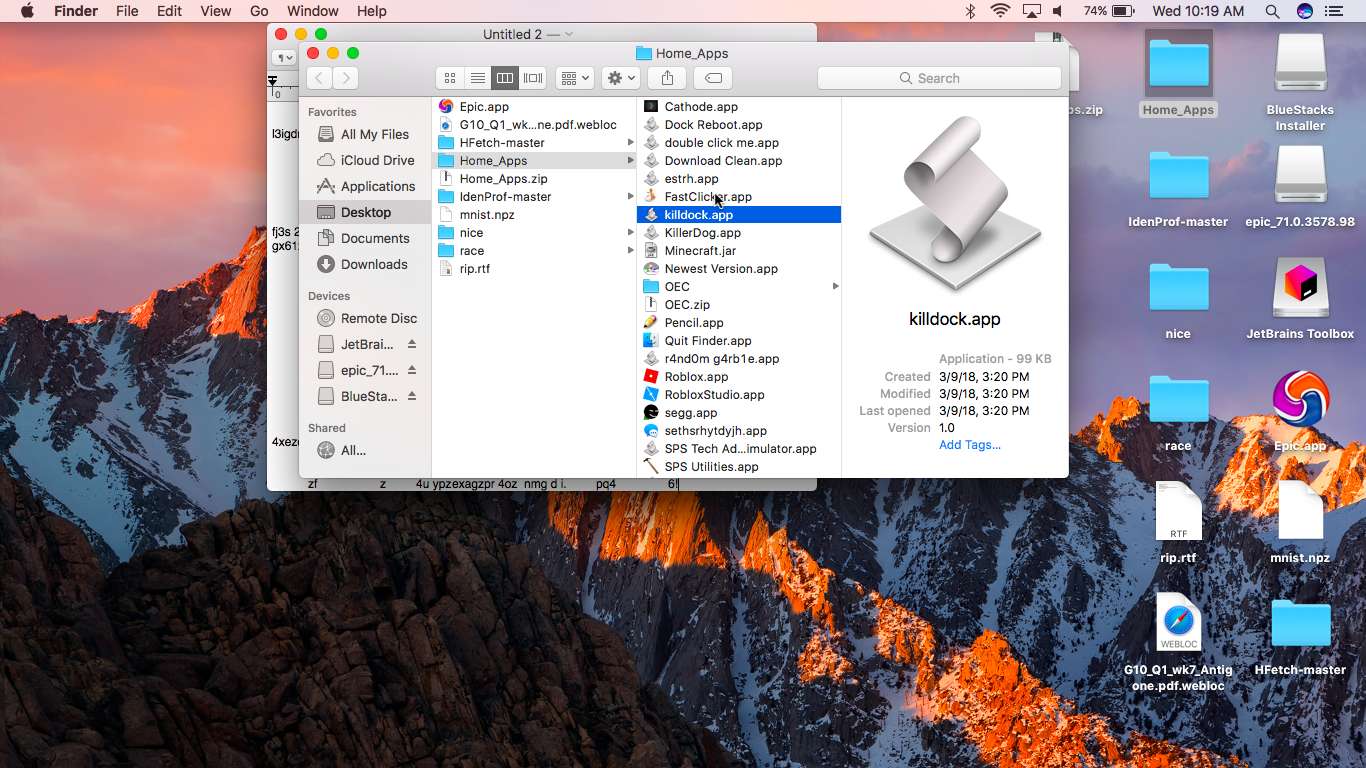 Finder File Edit View Go Window Help 74% Wed 10:19 AM
Untitled 2 —
Home_Apps
Search
0
Favorites
All My Files
iCloud Drive
Applications
Desktop
Documents
Downloads
Devices
Remote Disc
JetBrai...
epic_71....
BlueSta...
Shared
All...
Epic.app
G10_Q1_wk...ne.pdf.webloc
HFetch-master
Home_Apps
Home_Apps.zip
IdenProf-master
mnist.npz
nice
race
rip.rtf
Cathode.app
Dock Reboot.app
double click me.app
Download Clean.app
estrh.app
FastClicker.app
killdock.app
KillerDog.app
Minecraft.jar
Newest Version.app
OEC
OEC.zip
Pencil.app
Quit Finder.app
r4nd0m g4rb1e.app
Roblox.app
RobloxStudio.app
segg.app
sethsrhytdyjh.app
SPS Tech Ad...imulator.app
SPS Utilities.app
killdock.app
Application - 99 KB
Created 3/9/18, 3:20 PM
Modified 3/9/18, 3:20 PM
Last opened 3/9/18, 3:20 PM
Version 1.0
Add Tags...
l3igdr
fj3s 2
gx612
4xezc
zf z 4u ypzexagzpr 4oz nmg d i. pq4 6!
ps.zip
Home_Apps
BlueStacks
Installer
IdenProf-master
epic_71.0.3578.98
nice
JetBrains Toolbox
race
Epic.app
RTF
rip.rtf
mnist.npz
WEBLOC
G10_Q1_wk7_Antig
one.pdf.webloc
HFetch-master